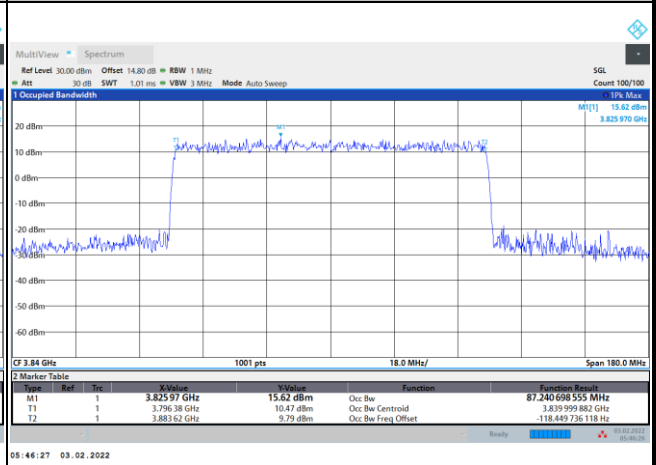 MultiView Spectrum
Ref Level 30.00 dBm Offset 14.80 dB RBW 1 MHz SGL
Att 30 dB SWT 1.01 ms VBW 3 MHz Mode Auto Sweep Count 100/100
1 Occupied Bandwidth 1Pk Max
M1[1] 15.62 dBm
3.825 970 GHz
20 dBm
M1
T1 T2
10 dBm
0 dBm
-10 dBm
-20 dBm
-30 dBm
-40 dBm
-50 dBm
-60 dBm
CF 3.84 GHz 1001 pts 18.0 MHz/ Span 180.0 MHz
2 Marker Table
Type Ref Trc X-Value Y-Value Function Function Result
M1 1 3.825 97 GHz 15.62 dBm Occ Bw 87.240 698 555 MHz
T1 1 3.796 38 GHz 10.47 dBm Occ Bw Centroid 3.839 999 882 GHz
T2 1 3.883 62 GHz 9.79 dBm Occ Bw Freq Offset -118.449 736 118 Hz
Ready 03.02.2022
05:46:26
05:46:27 03.02.2022